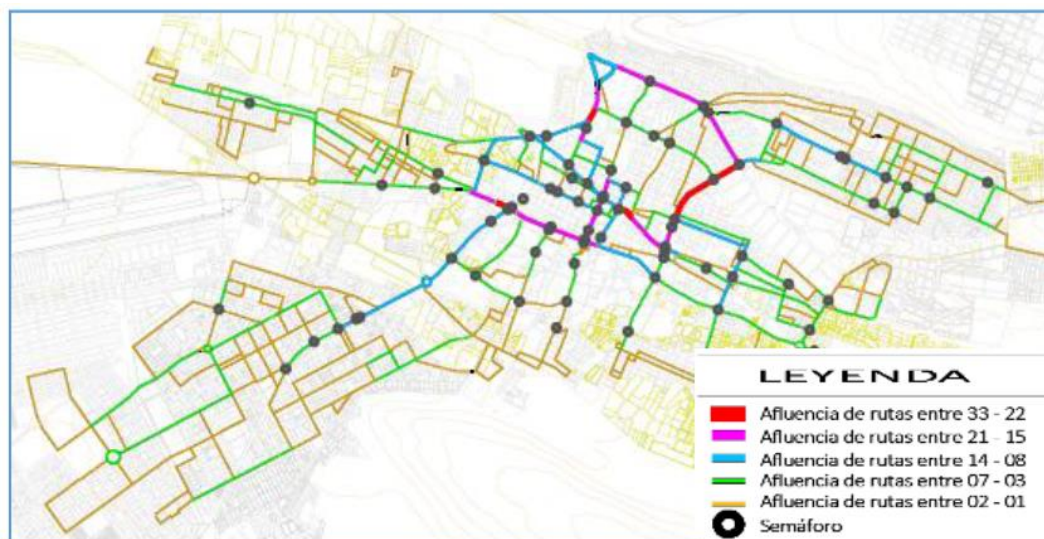 LEYENDA
Afluencia de rutas entre 33 - 22
Afluencia de rutas entre 21 - 15
Afluencia de rutas entre 14 - 08
Afluencia de rutas entre 07 - 03
Afluencia de rutas entre 02 - 01
Semáforo